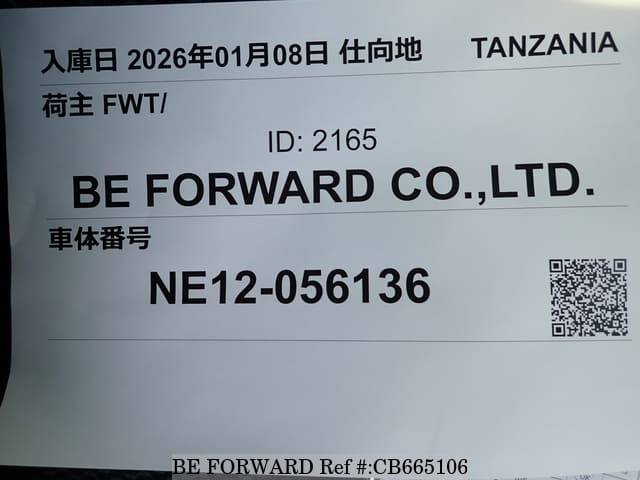 入庫日 2026年01月08日 仕向地 TANZANIA
荷主 FWT/
ID: 2165
BE FORWARD CO.,LTD.
車体番号
NE12-056136
BE FORWARD Ref #:CB665106